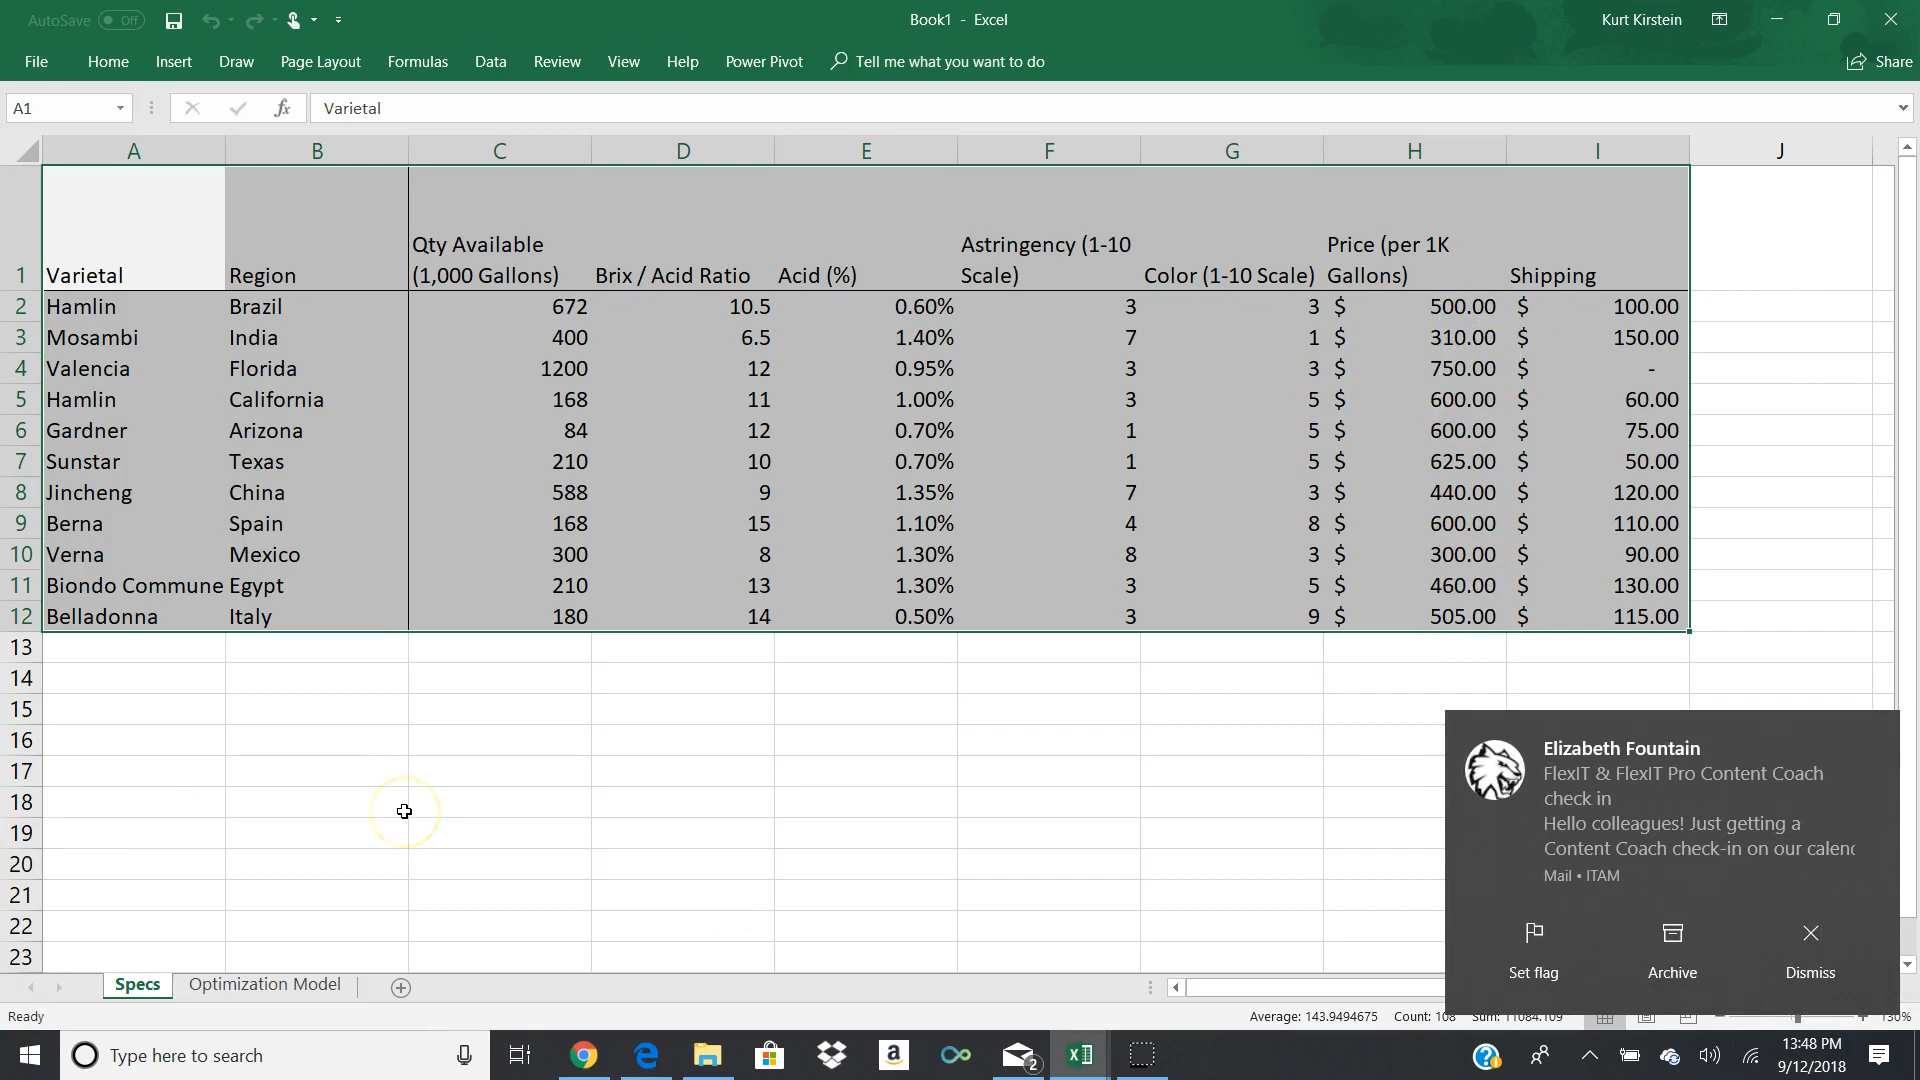 AutoSave Off
Book1 - Excel
Kurt Kirstein
File Home Insert Draw Page Layout Formulas Data Review View Help Power Pivot Tell me what you want to do Share
A1 fx Varietal
A B C D E F G H I J
1 Varietal Region Qty Available (1,000 Gallons) Brix / Acid Ratio Acid (%) Astringency (1-10 Scale) Color (1-10 Scale) Price (per 1K Gallons) Shipping
2 Hamlin Brazil 672 10.5 0.60% 3 3 $ 500.00 $ 100.00
3 Mosambi India 400 6.5 1.40% 7 1 $ 310.00 $ 150.00
4 Valencia Florida 1200 12 0.95% 3 3 $ 750.00 $ -
5 Hamlin California 168 11 1.00% 3 5 $ 600.00 $ 60.00
6 Gardner Arizona 84 12 0.70% 1 5 $ 600.00 $ 75.00
7 Sunstar Texas 210 10 0.70% 1 5 $ 625.00 $ 50.00
8 Jincheng China 588 9 1.35% 7 3 $ 440.00 $ 120.00
9 Berna Spain 168 15 1.10% 4 8 $ 600.00 $ 110.00
10 Verna Mexico 300 8 1.30% 8 3 $ 300.00 $ 90.00
11 Biondo Commune Egypt 210 13 1.30% 3 5 $ 460.00 $ 130.00
12 Belladonna Italy 180 14 0.50% 3 9 $ 505.00 $ 115.00
13
14
15
16
17
18
19
20
21
22
23
Elizabeth Fountain
FlexIT & FlexIT Pro Content Coach
check in
Hello colleagues! Just getting a
Content Coach check-in on our calenc
Mail • ITAM
Set flag Archive Dismiss
Specs Optimization Model
Ready Average: 143.9494675 Count: 108 Sum: 11084.109 130%
Type here to search
2
a
13:48 PM
9/12/2018